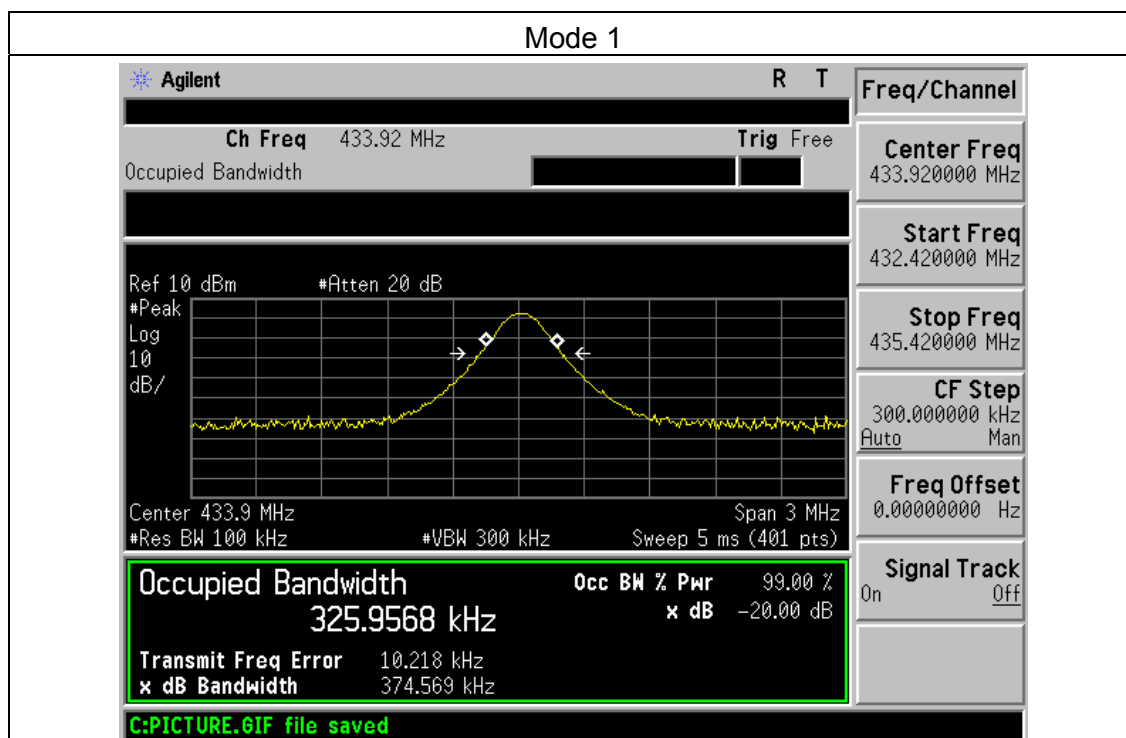 Mode 1
Agilent R T
Ch Freq 433.92 MHz Trig Free
Occupied Bandwidth
Ref 10 dBm #Atten 20 dB
#Peak
Log
10
dB/
Center 433.9 MHz Span 3 MHz
#Res BW 100 kHz #VBW 300 kHz Sweep 5 ms (401 pts)
Occupied Bandwidth Occ BW % Pwr 99.00 %
325.9568 kHz x dB -20.00 dB
Transmit Freq Error 10.218 kHz
x dB Bandwidth 374.569 kHz
C:PICTURE.GIF file saved
Freq/Channel
Center Freq
433.920000 MHz
Start Freq
432.420000 MHz
Stop Freq
435.420000 MHz
CF Step
300.000000 kHz
Auto Man
Freq Offset
0.00000000 Hz
Signal Track
On Off